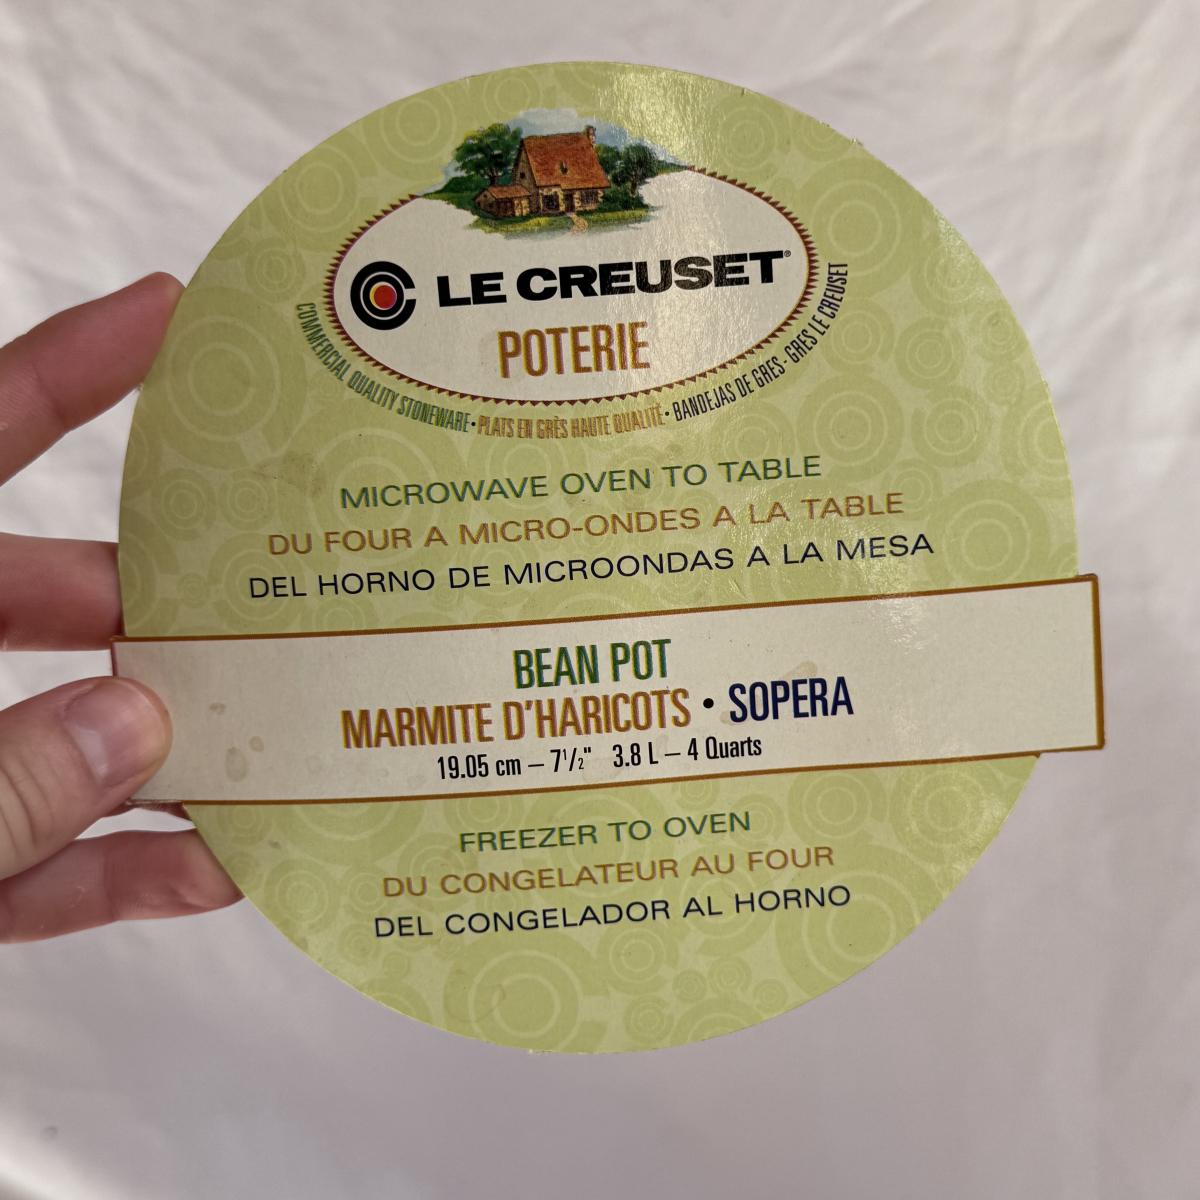 LE CREUSET®
POTERIE
COMMERCIAL QUALITY STONEWARE • PLATS EN GRÈS HAUTE QUALITÉ • BANDEJAS DE GRES - GRES LE CREUSET
MICROWAVE OVEN TO TABLE
DU FOUR A MICRO-ONDES A LA TABLE
DEL HORNO DE MICROONDAS A LA MESA
BEAN POT
MARMITE D'HARICOTS • SOPERA
19.05 cm – 7½" 3.8 L – 4 Quarts
FREEZER TO OVEN
DU CONGELATEUR AU FOUR
DEL CONGELADOR AL HORNO